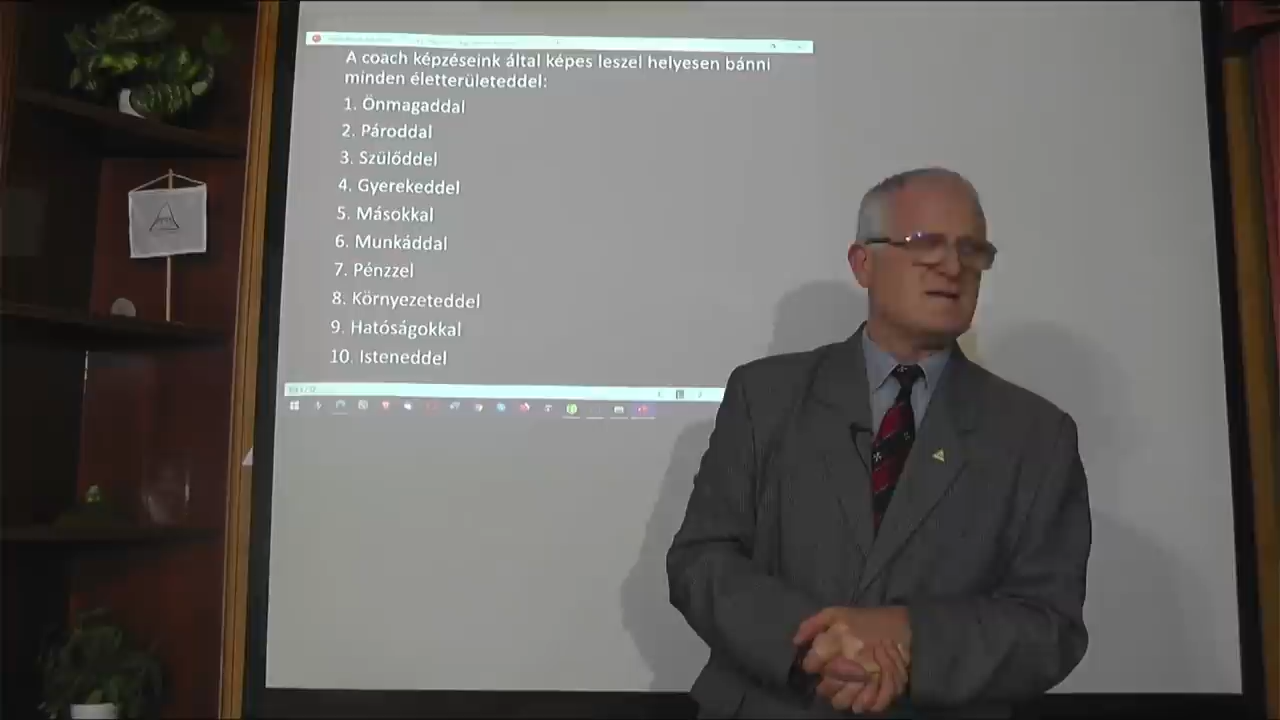 A coach képzéseink által képes leszel helyesen bánni
minden életterületeddel:
1. Önmagaddal
2. Pároddal
3. Szülőddel
4. Gyerekeddel
5. Másokkal
6. Munkáddal
7. Pénzzel
8. Környezeteddel
9. Hatóságokkal
10. Isteneddel